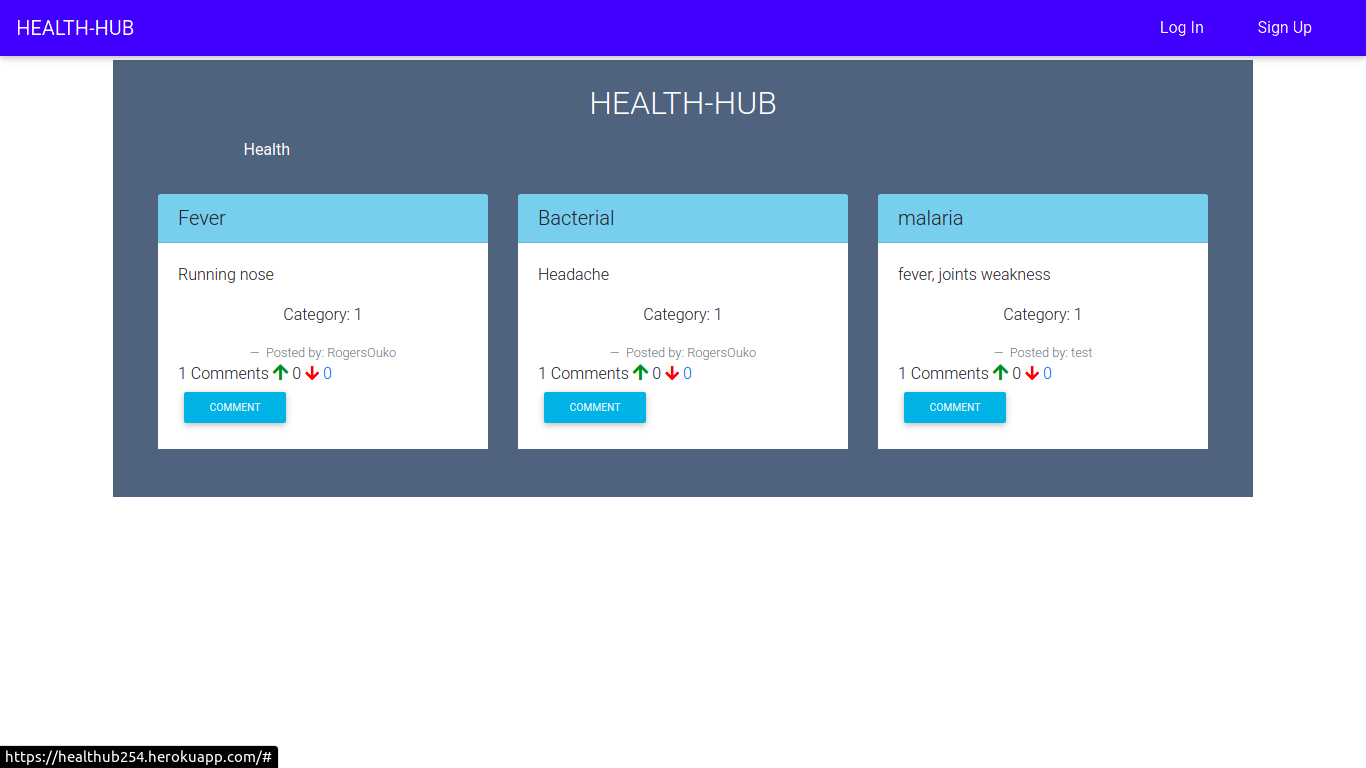 HEALTH-HUB Log In Sign Up
HEALTH-HUB
Health
Fever
Running nose
Category: 1
— Posted by: RogersOuko
1 Comments 0 0
COMMENT
Bacterial
Headache
Category: 1
— Posted by: RogersOuko
1 Comments 0 0
COMMENT
malaria
fever, joints weakness
Category: 1
— Posted by: test
1 Comments 0 0
COMMENT
https://healthub254.herokuapp.com/#